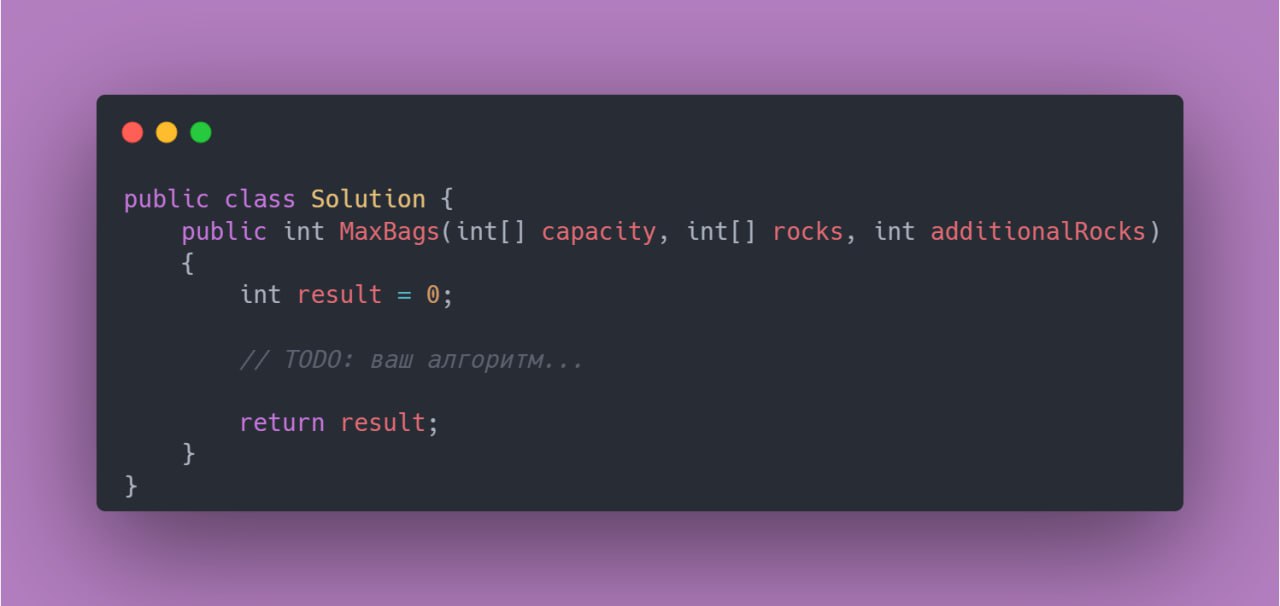 public class Solution {
    public int MaxBags(int[] capacity, int[] rocks, int additionalRocks)
    {
        int result = 0;
        // TODO: ваш алгоритм...
        return result;
    }
}